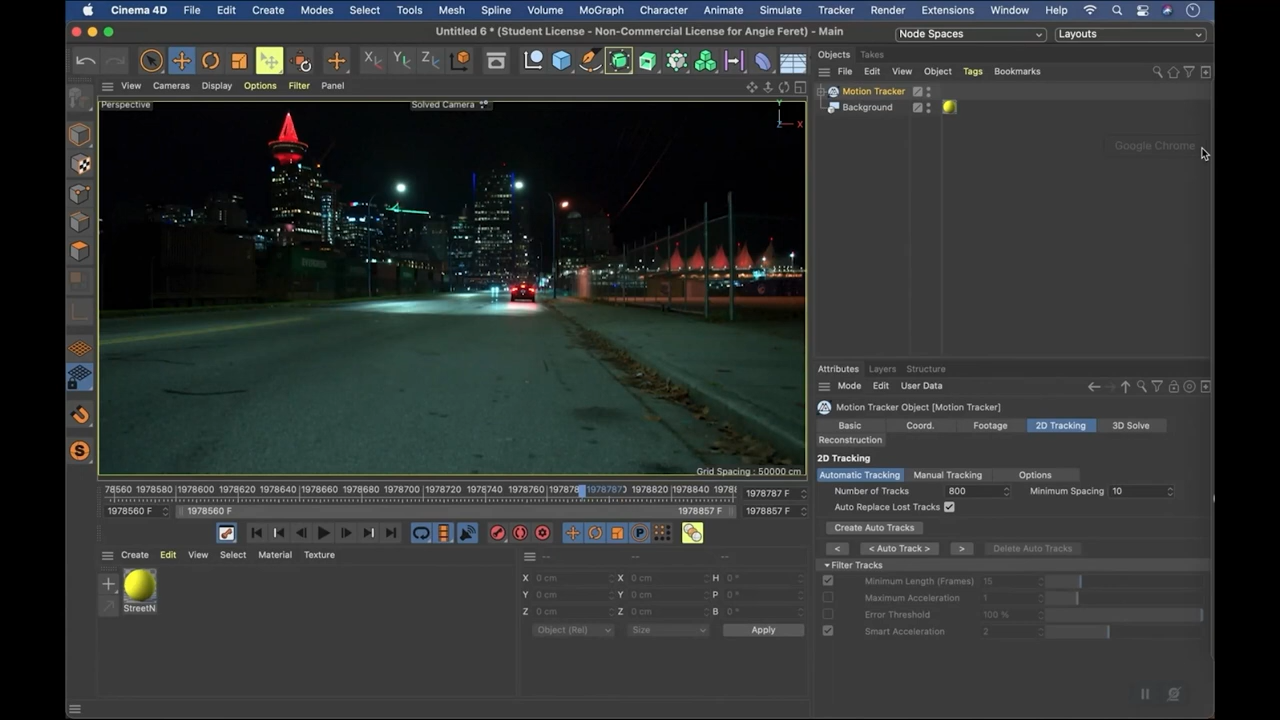 Cinema 4D File Edit Create Modes Select Tools Mesh Spline Volume MoGraph Character Animate Simulate Tracker Render Extensions Window Help
Untitled 6 * (Student License - Non-Commercial License for Angie Feret) - Main
Node Spaces
Layouts
Objects Takes
File Edit View Object Tags Bookmarks
View Cameras Display Options Filter Panel
Motion Tracker
Background
Perspective
Solved Camera
Y
X
Google Chrome
Attributes Layers Structure
Mode Edit User Data
Motion Tracker Object [Motion Tracker]
Basic Coord. Footage 2D Tracking 3D Solve
Reconstruction
2D Tracking
Automatic Tracking Manual Tracking Options
Number of Tracks 800 Minimum Spacing 10
Auto Replace Lost Tracks
Create Auto Tracks
< < Auto Track > > Delete Auto Tracks
Filter Tracks
Minimum Length (Frames) 15
Maximum Acceleration 1
Error Threshold 100 %
Smart Acceleration 2
Grid Spacing : 50000 cm
78560 1978580 1978600 1978620 1978640 1978660 1978680 1978700 1978720 1978740 1978760 19787 1978787 1978820 1978840 19788 1978787 F
1978560 F 1978560 F 1978857 F 1978857 F
Create Edit View Select Material Texture
StreetN
-- -- --
X 0 cm X 0 cm H 0 °
Y 0 cm Y 0 cm P 0 °
Z 0 cm Z 0 cm B 0 °
Object (Rel) Size Apply